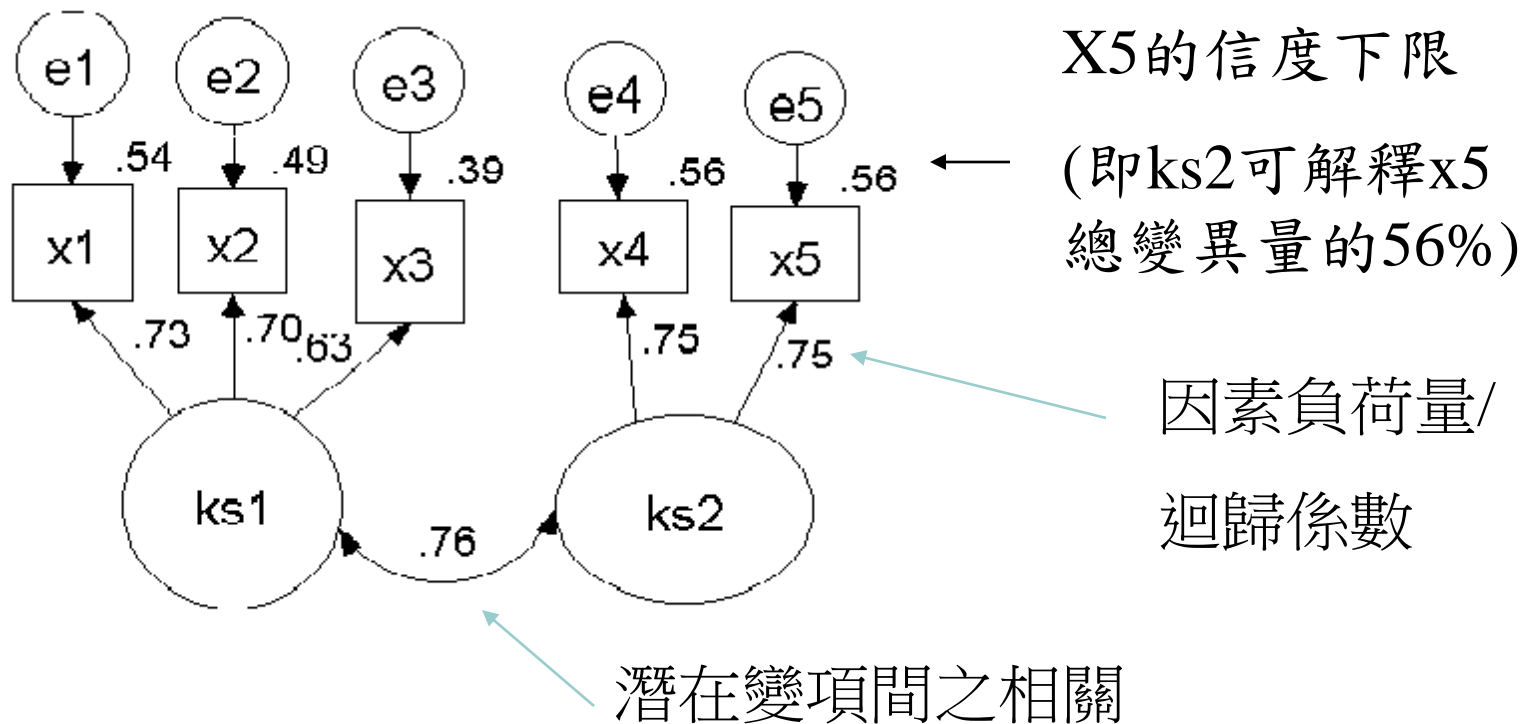 e1
e2
e3
e4
e5
.54
.49
.39
.56
.56
x1
x2
x3
x4
x5
.73
.70
.63
.75
.75
ks1
ks2
.76
X5的信度下限
(即ks2可解釋x5
總變異量的56%)
因素負荷量/
迴歸係數
潛在變項間之相關